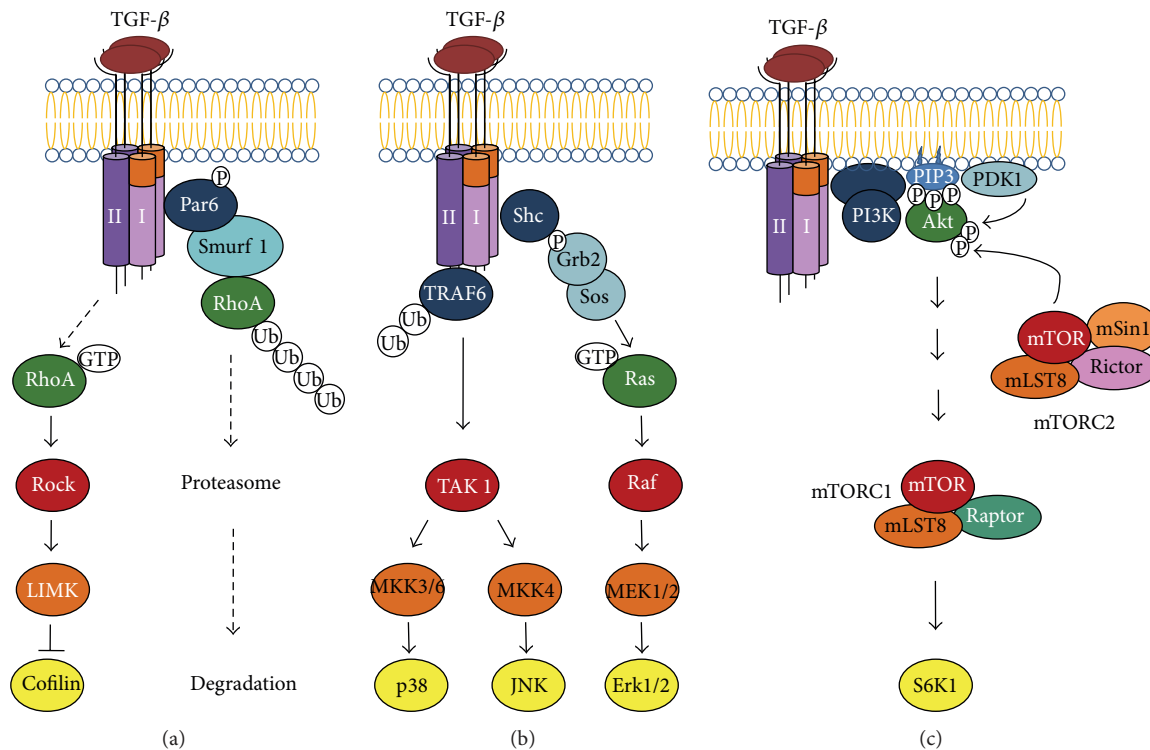 TGF-β
P
Par6
II
I
Smurf 1
RhoA
Ub
Ub
Ub
Ub
GTP
RhoA
Rock
Proteasome
LIMK
Cofilin
Degradation
(a)
TGF-β
II
I
Shc
P
Grb2
Sos
TRAF6
Ub
Ub
GTP
Ras
TAK 1
Raf
MKK3/6
MKK4
MEK1/2
p38
JNK
Erk1/2
(b)
TGF-β
II
I
PI3K
PIP3
PDK1
P
P
P
Akt
P
P
mTOR
mSin1
mLST8
Rictor
mTORC2
mTORC1
mTOR
mLST8
Raptor
S6K1
(c)